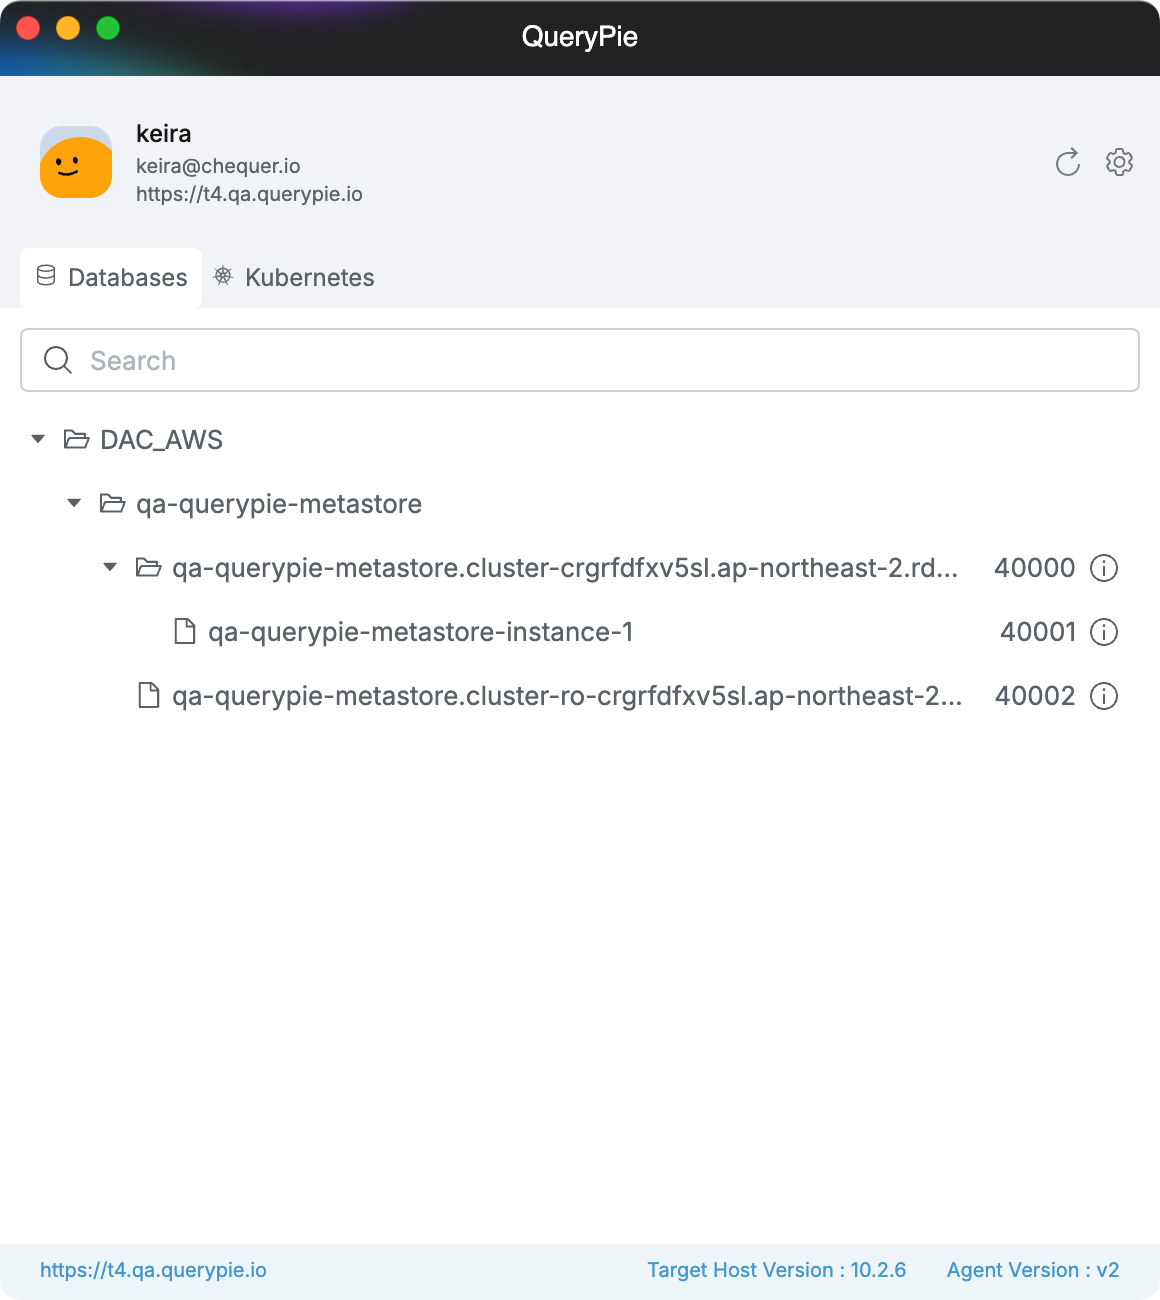 QueryPie
keira
keira@chequer.io
https://t4.qa.querypie.io
Databases
Kubernetes
Search
DAC_AWS
qa-querypie-metastore
qa-querypie-metastore.cluster-crgrfdfxv5sl.ap-northeast-2.rd... 40000
qa-querypie-metastore-instance-1 40001
qa-querypie-metastore.cluster-ro-crgrfdfxv5sl.ap-northeast-2... 40002
https://t4.qa.querypie.io Target Host Version : 10.2.6 Agent Version : v2